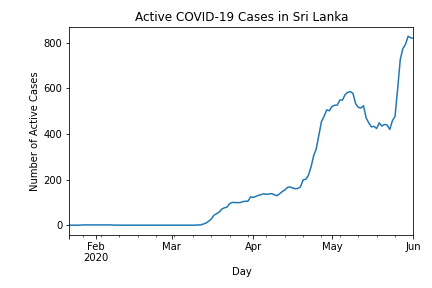 Active COVID-19 Cases in Sri Lanka
Number of Active Cases
800
600
400
200
0
Feb
2020
Mar
Apr
May
Jun
Day